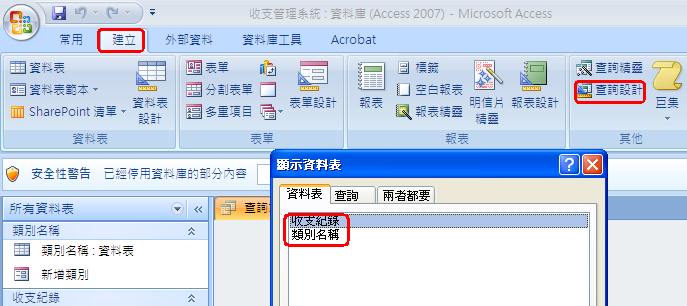 收支管理系統 : 資料庫 (Access 2007) - Microsoft Access
常用 建立 外部資料 資料庫工具 Acrobat
資料表
資料表範本
SharePoint 清單
資料表設計
資料表
表單
分割表單
多重項目
表單設計
表單
報表
標籤
空白報表
報表精靈
明信片精靈
報表設計
報表
查詢精靈
查詢設計
巨集
其他
安全性警告 已經停用資料庫的部分內容
所有資料表
類別名稱
類別名稱 : 資料表
新增類別
收支紀錄
查詢
顯示資料表
資料表 查詢 兩者都要
收支紀錄
類別名稱